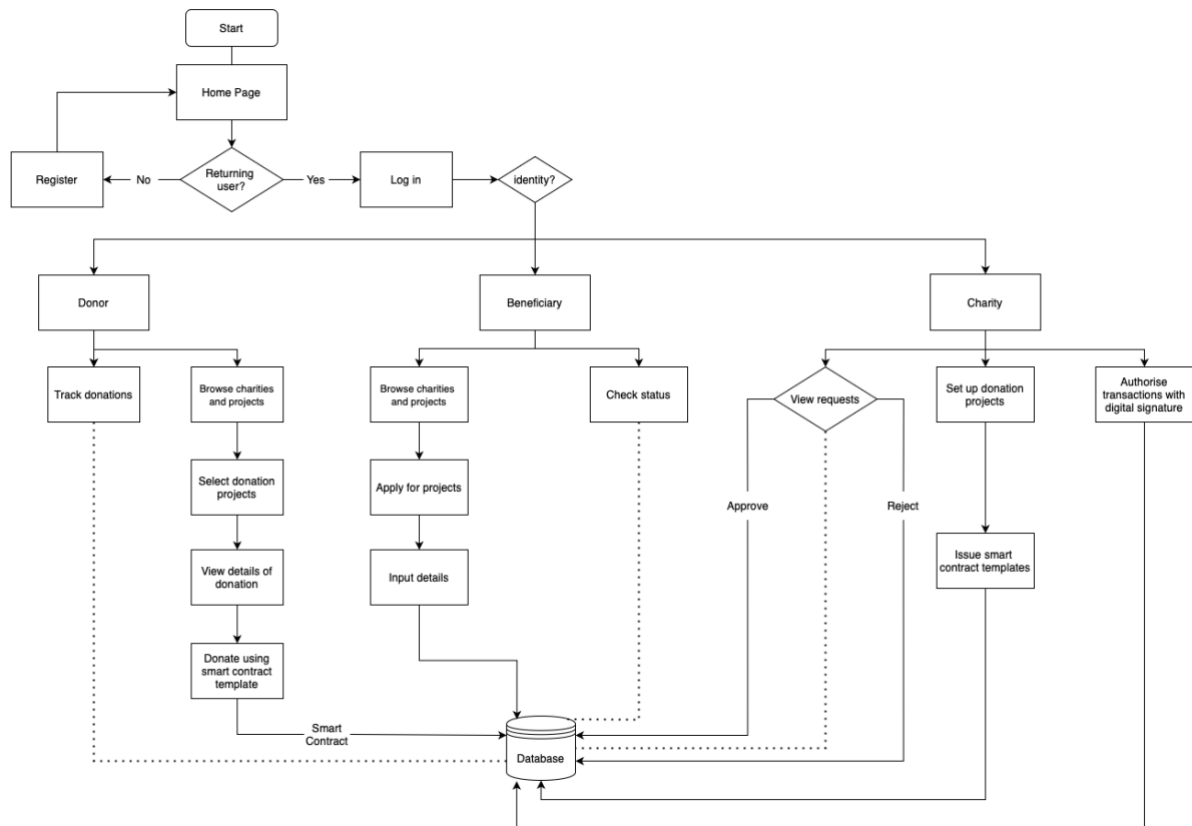 Start
Home Page
Register
No
Returning
user?
Yes
Log in
identity?
Donor
Beneficiary
Charity
Track donations
Browse charities
and projects
Browse charities
and projects
Check status
View requests
Set up donation
projects
Authorise
transactions with
digital signature
Select donation
projects
Apply for projects
Approve
Reject
View details of
donation
Input details
Issue smart
contract templates
Donate using
smart contract
template
Smart
Contract
Database